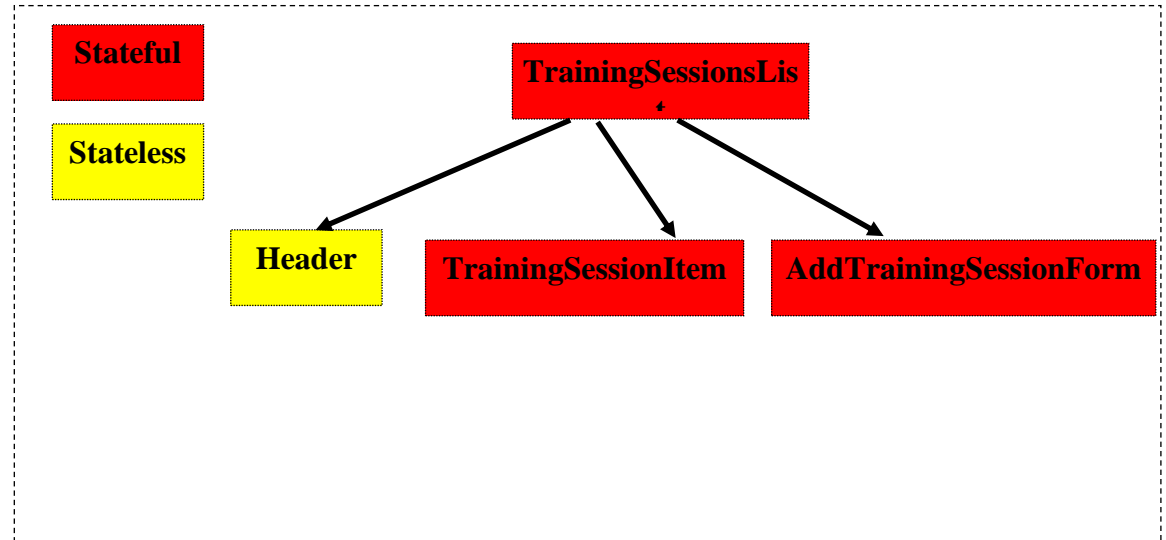 Stateful
TrainingSessionsLis
t
Stateless
Header
TrainingSessionItem
AddTrainingSessionForm